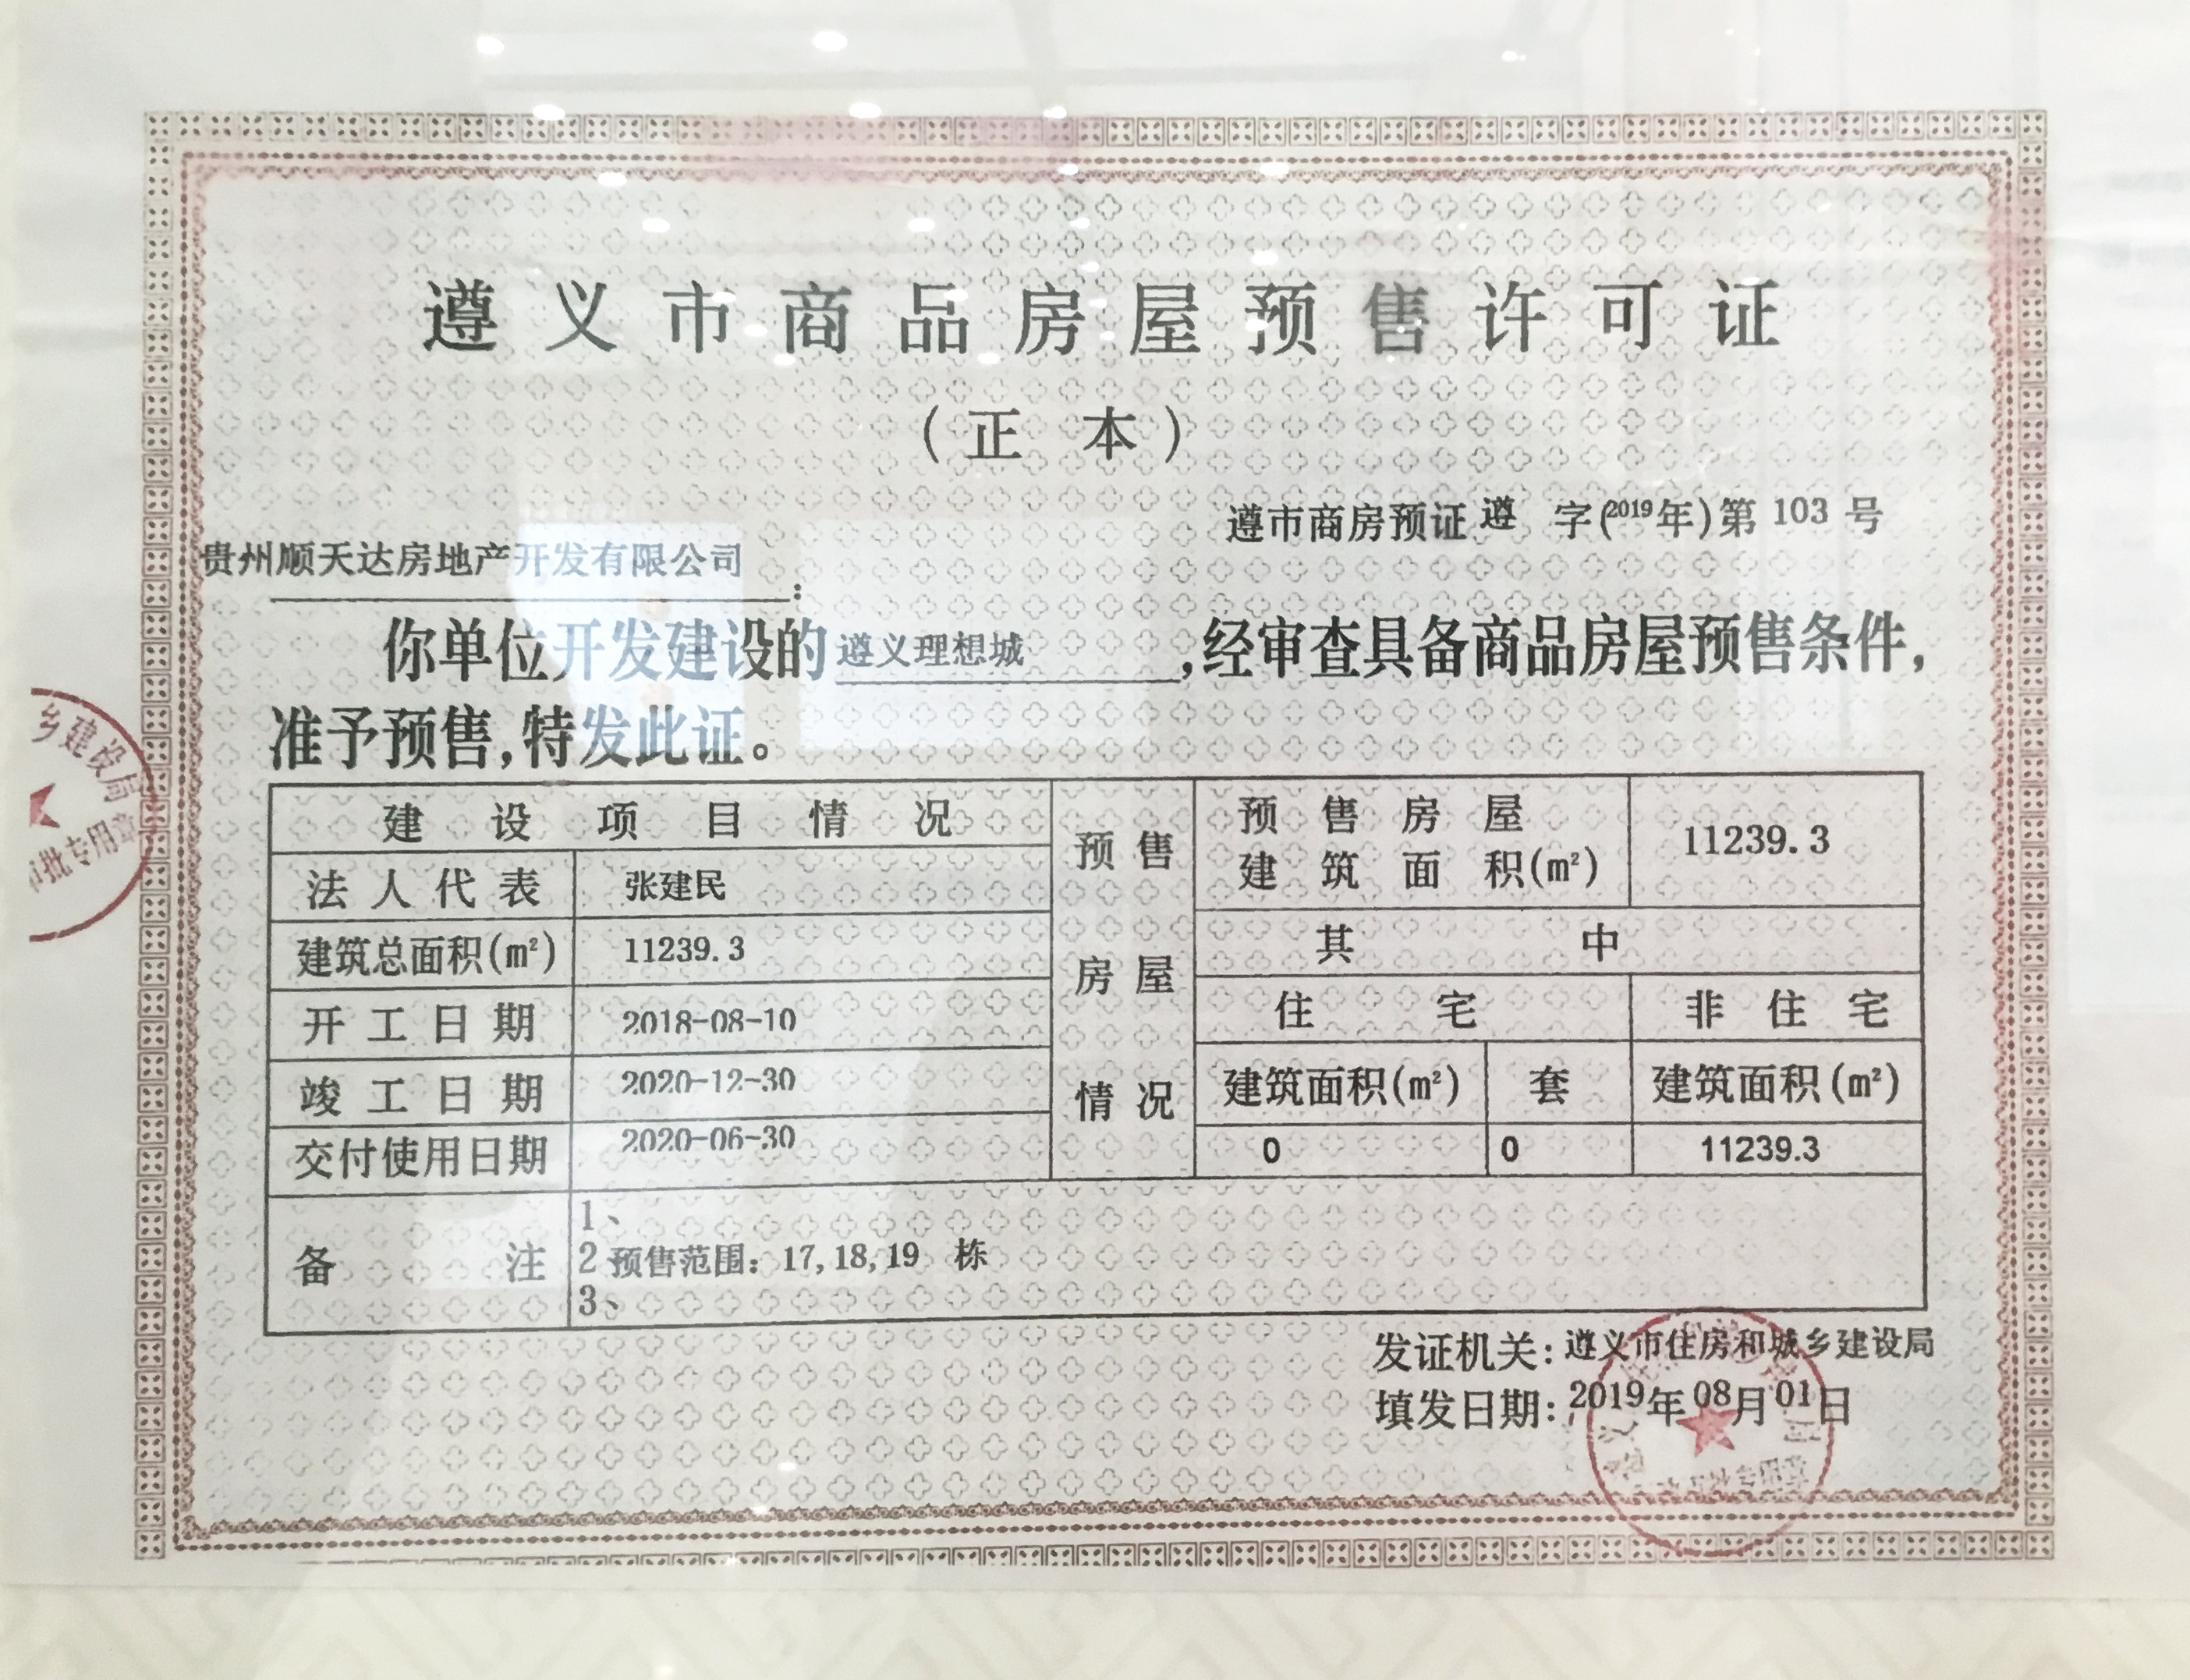 遵义市商品房屋预售许可证
(正 本)
遵市商房预证 遵 字(2019年)第 103 号
贵州顺天达房地产开发有限公司:
你单位开发建设的遵义理想城,经审查具备商品房屋预售条件,
准予预售,特发此证。
建设项目情况
法人代表 张建民
建筑总面积(m²) 11239.3
开工日期 2018-08-10
竣工日期 2020-12-30
交付使用日期 2020-06-30
预售
房屋
情况
预售房屋
建筑面积(m²) 11239.3
其中
住宅 非住宅
建筑面积(m²) 套 建筑面积(m²)
0 0 11239.3
备注
1、
2 预售范围: 17,18,19 栋
3、
发证机关: 遵义市住房和城乡建设局
填发日期: 2019年08月01日
乡建设局
审批专用章